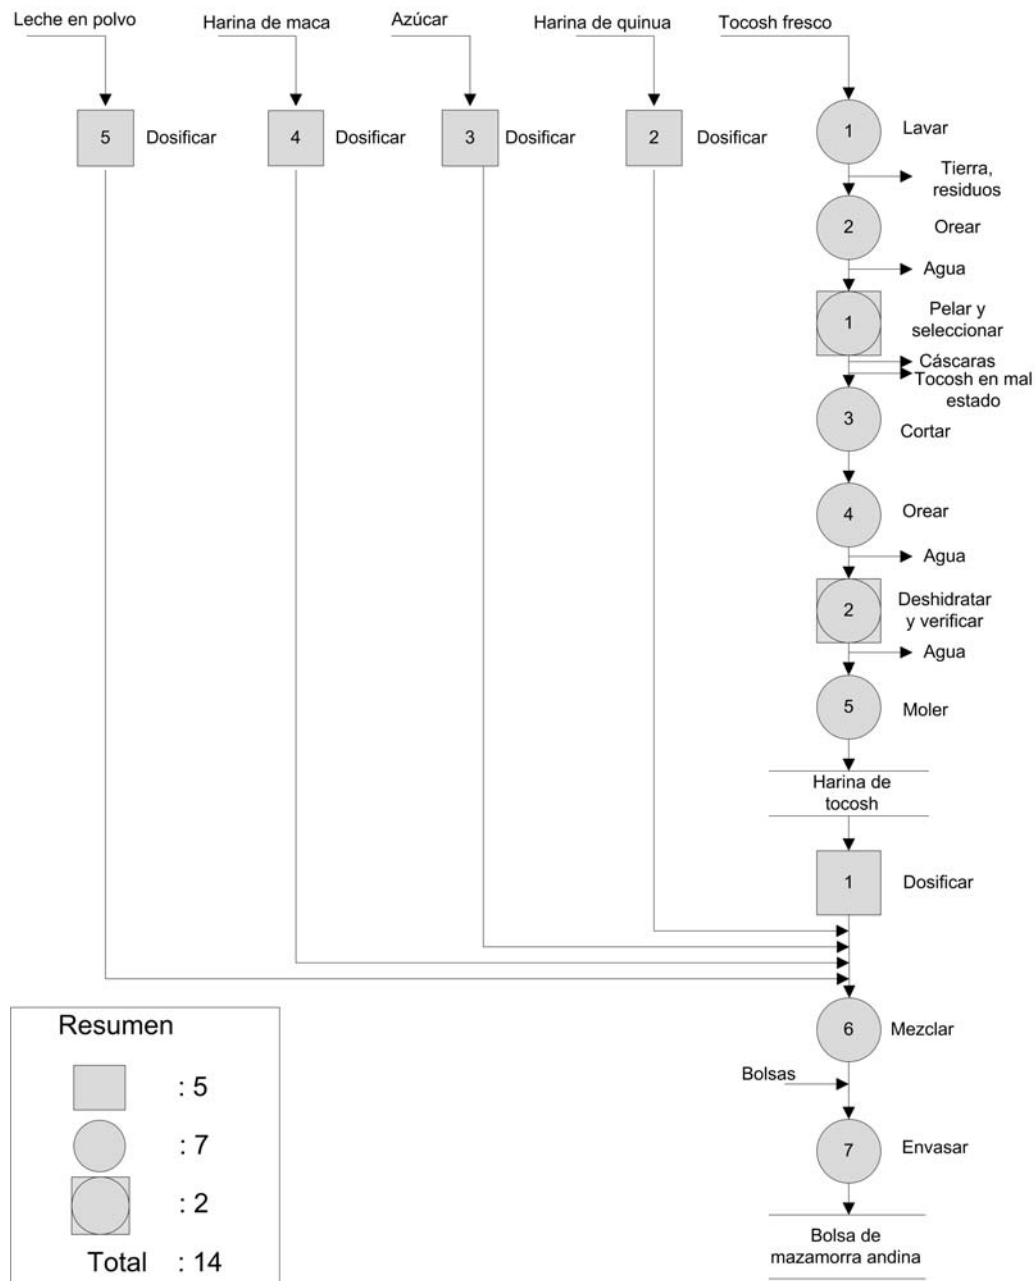 Leche en polvo
Harina de maca
Azúcar
Harina de quinua
Tocosh fresco
5 Dosificar
4 Dosificar
3 Dosificar
2 Dosificar
1 Lavar
Tierra,
residuos
2 Orear
Agua
1 Pelar y
seleccionar
Cáscaras
Tocosh en mal
estado
3 Cortar
4 Orear
Agua
2 Deshidratar
y verificar
Agua
5 Moler
Harina de
tocosh
1 Dosificar
6 Mezclar
Bolsas
7 Envasar
Bolsa de
mazamorra andina
Resumen
: 5
: 7
: 2
Total : 14